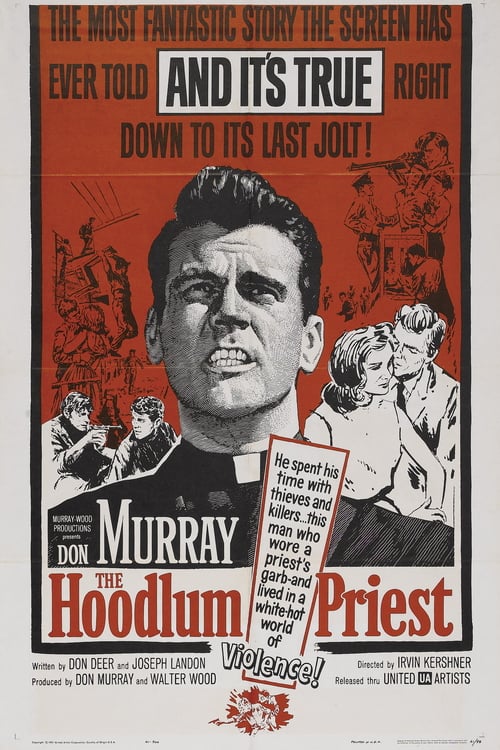 THE MOST FANTASTIC STORY THE SCREEN HAS
EVER TOLD AND IT'S TRUE RIGHT
DOWN TO ITS LAST JOLT!
He spent his
time with
thieves and
killers...this
man who
wore a
priest's
garb-and
lived in a
white-hot
world
of
Violence!
MURRAY-WOOD
PRODUCTIONS
presents
DON MURRAY
THE
Hoodlum Priest
Written by DON DEER and JOSEPH LANDON
Produced by DON MURRAY and WALTER WOOD
Directed by IRVIN KERSHNER
Released thru UNITED UA ARTISTS